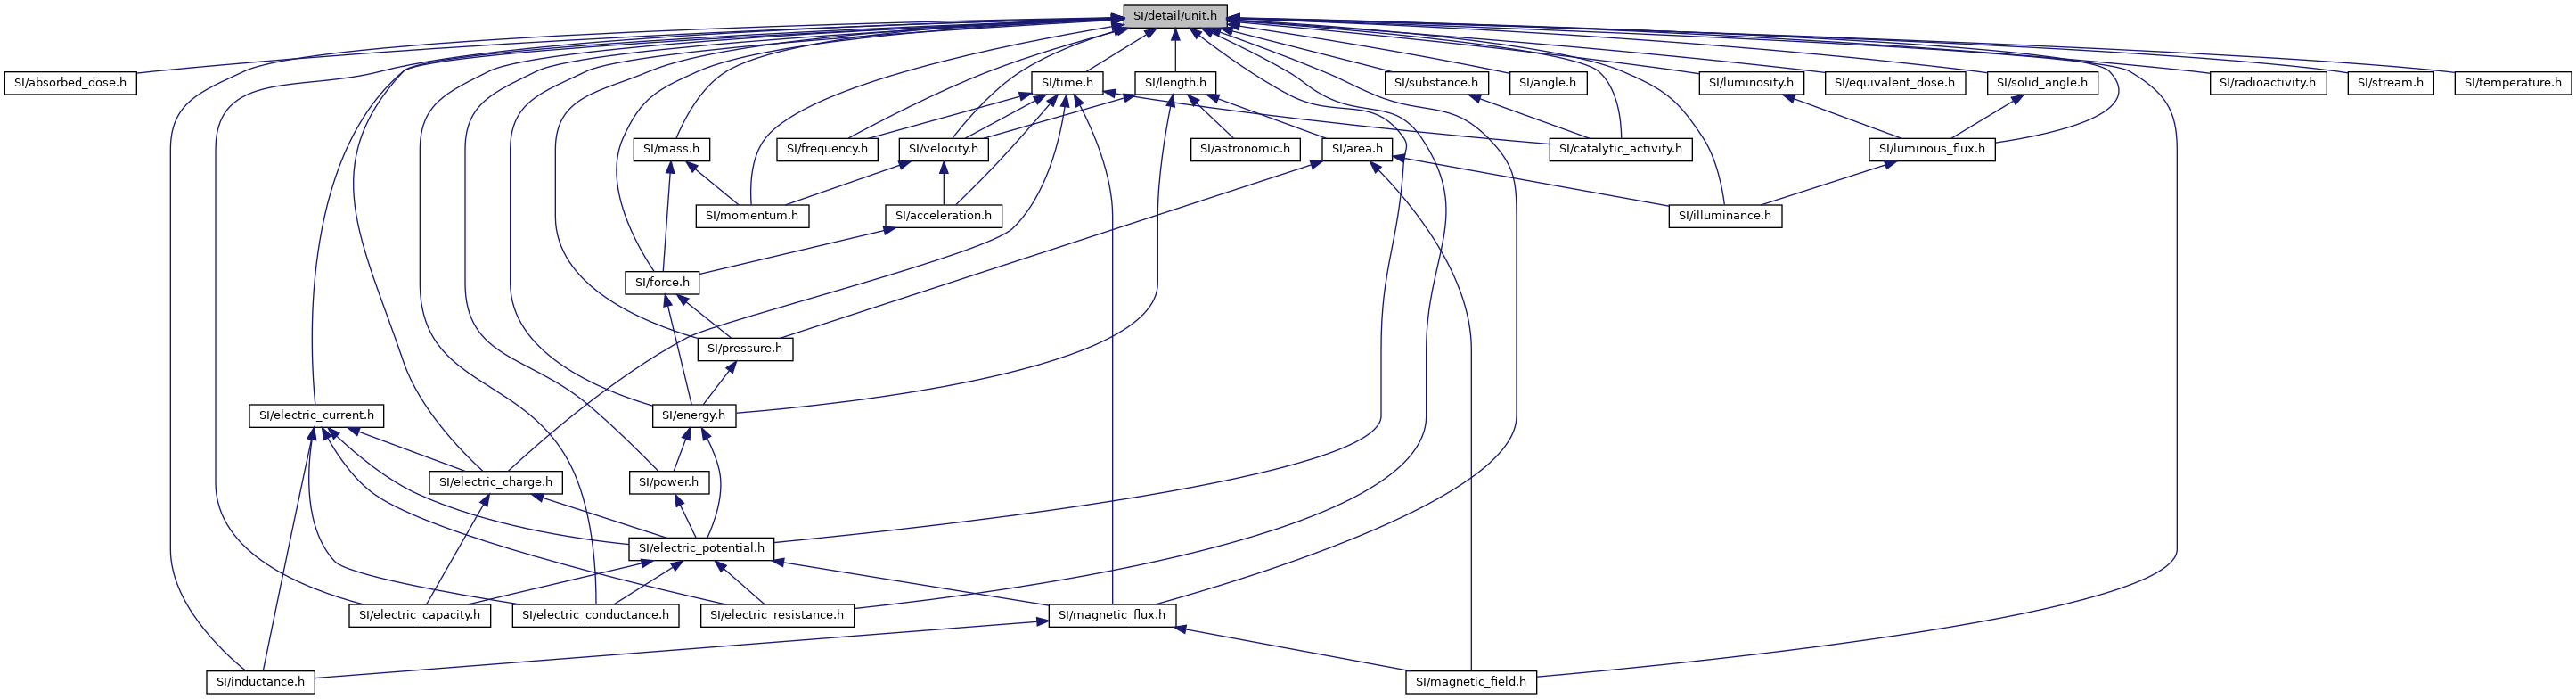 SI/detail/unit.h
SI/absorbed_dose.h
SI/time.h
SI/length.h
SI/substance.h
SI/angle.h
SI/luminosity.h
SI/equivalent_dose.h
SI/solid_angle.h
SI/radioactivity.h
SI/stream.h
SI/temperature.h
SI/mass.h
SI/frequency.h
SI/velocity.h
SI/astronomic.h
SI/area.h
SI/catalytic_activity.h
SI/luminous_flux.h
SI/momentum.h
SI/acceleration.h
SI/illuminance.h
SI/force.h
SI/pressure.h
SI/electric_current.h
SI/energy.h
SI/electric_charge.h
SI/power.h
SI/electric_potential.h
SI/electric_capacity.h
SI/electric_conductance.h
SI/electric_resistance.h
SI/magnetic_flux.h
SI/inductance.h
SI/magnetic_field.h